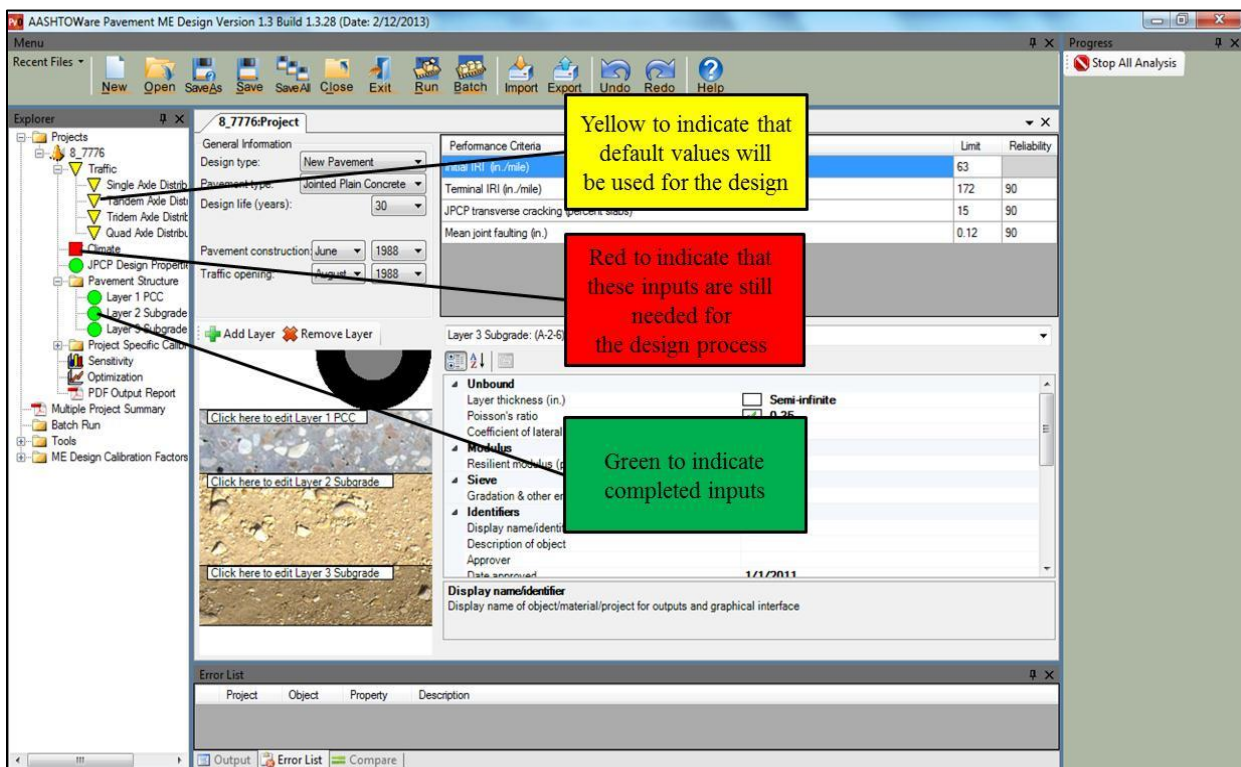 AASHTOWare Pavement ME Design Version 1.3 Build 1.3.28 (Date: 2/12/2013)
Menu
Recent Files
New Open SaveAs Save SaveAll Close Exit Run Batch Import Export Undo Redo Help
Progress
Stop All Analysis
Explorer
Projects
8_7776
Traffic
Single Axle Distrib
Tandem Axle Distri
Tridem Axle Distrib
Quad Axle Distribu
Climate
JPCP Design Propertie
Pavement Structure
Layer 1 PCC
Layer 2 Subgrade
Layer 3 Subgrade
Project Specific Calibr
Sensitivity
Optimization
PDF Output Report
Multiple Project Summary
Batch Run
Tools
ME Design Calibration Factors
8_7776:Project
General Information
Design type: New Pavement
Pavement type: Jointed Plain Concrete
Design life (years): 30
Pavement construction: June 1988
Traffic opening: August 1988
Performance Criteria Limit Reliability
Initial IRI (in./mile) 63
Terminal IRI (in./mile) 172 90
JPCP transverse cracking (percent slabs) 15 90
Mean joint faulting (in.) 0.12 90
Yellow to indicate that
default values will
be used for the design
Red to indicate that
these inputs are still
needed for
the design process
Green to indicate
completed inputs
Add Layer Remove Layer
Click here to edit Layer 1 PCC
Click here to edit Layer 2 Subgrade
Click here to edit Layer 3 Subgrade
Layer 3 Subgrade: (A-2-6)
Unbound
Layer thickness (in.) Semi-infinite
Poisson's ratio 0.35
Coefficient of lateral
Modulus
Resilient modulus (p
Sieve
Gradation & other en
Identifiers
Display name/identif
Description of object
Approver
Date approved 1/1/2011
Display name/identifier
Display name of object/material/project for outputs and graphical interface
Error List
Project Object Property Description
Output Error List Compare